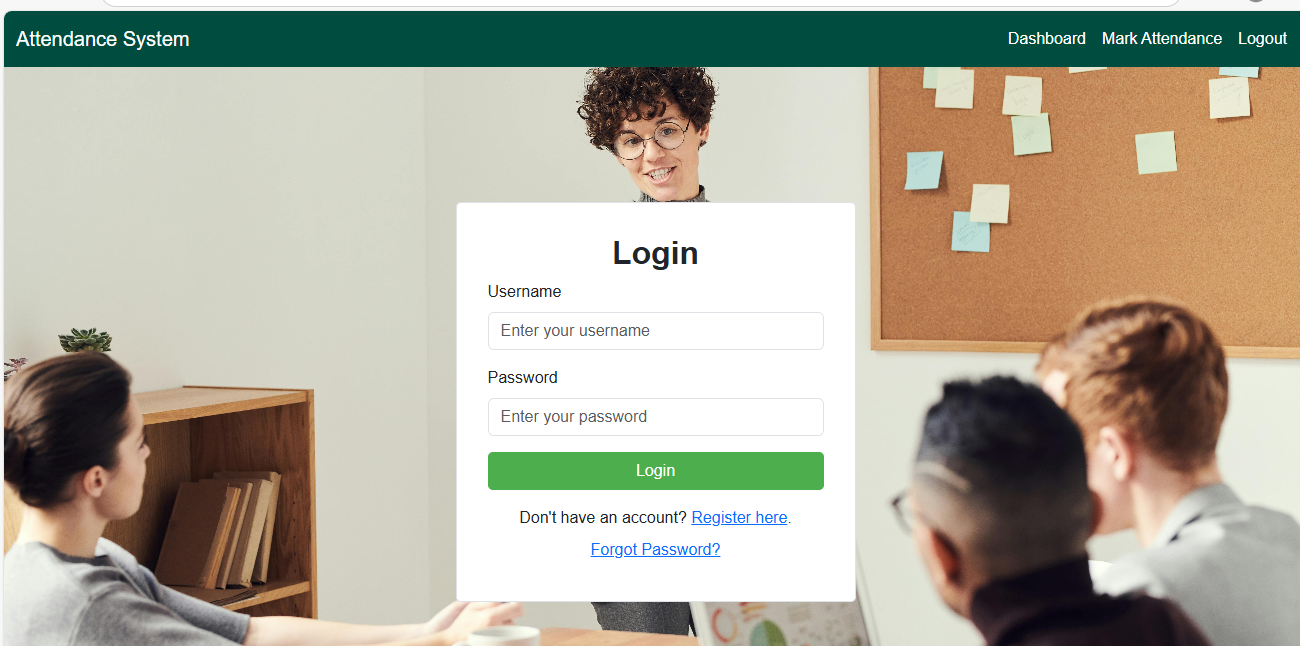 Attendance System
Dashboard Mark Attendance Logout
Login
Username
Enter your username
Password
Enter your password
Login
Don't have an account? Register here.
Forgot Password?